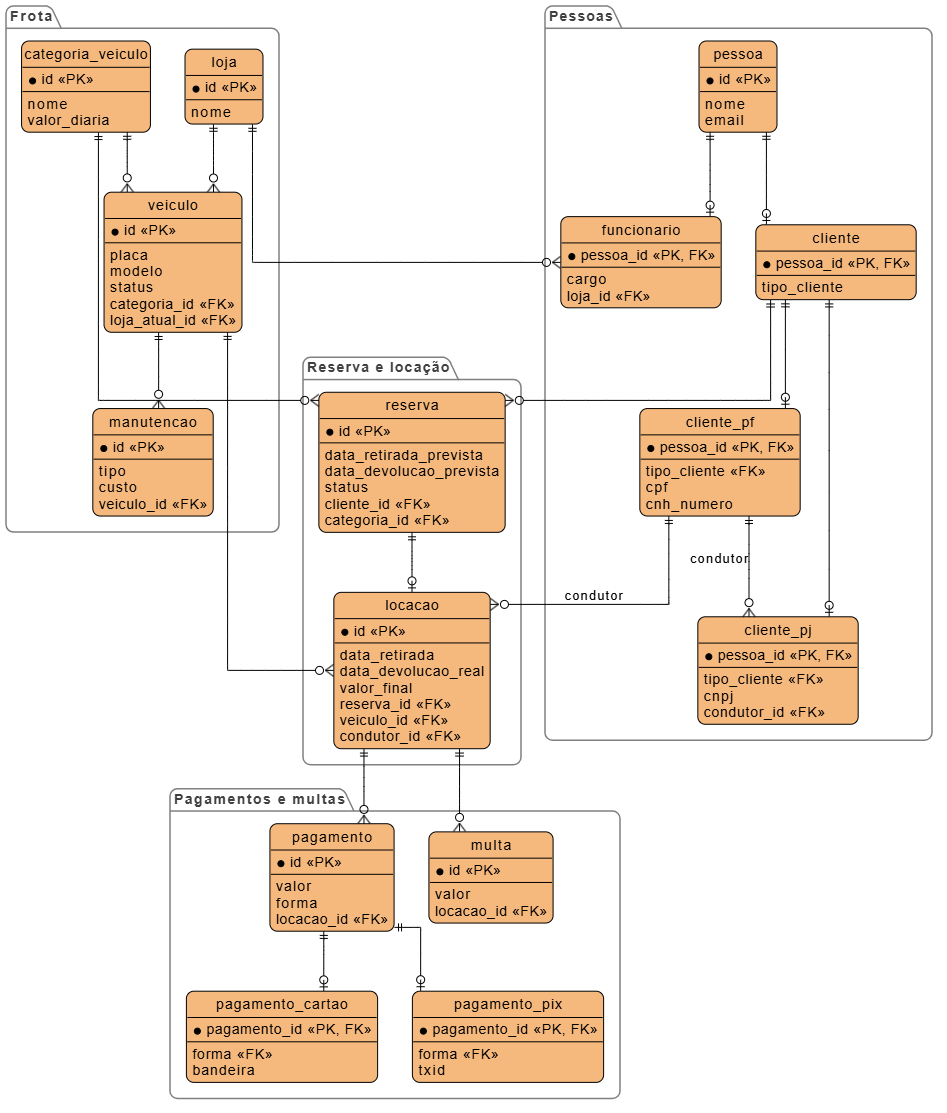 Frota
categoria_veiculo
id «PK»
nome
valor_diaria
loja
id «PK»
nome
veiculo
id «PK»
placa
modelo
status
categoria_id «FK»
loja_atual_id «FK»
manutencao
id «PK»
tipo
custo
veiculo_id «FK»
Pessoas
pessoa
id «PK»
nome
email
funcionario
pessoa_id «PK, FK»
cargo
loja_id «FK»
cliente
pessoa_id «PK, FK»
tipo_cliente
cliente_pf
pessoa_id «PK, FK»
tipo_cliente «FK»
cpf
cnh_numero
condutor
condutor
cliente_pj
pessoa_id «PK, FK»
tipo_cliente «FK»
cnpj
condutor_id «FK»
Reserva e locação
reserva
id «PK»
data_retirada_prevista
data_devolucao_prevista
status
cliente_id «FK»
categoria_id «FK»
locacao
id «PK»
data_retirada
data_devolucao_real
valor_final
reserva_id «FK»
veiculo_id «FK»
condutor_id «FK»
Pagamentos e multas
pagamento
id «PK»
valor
forma
locacao_id «FK»
multa
id «PK»
valor
locacao_id «FK»
pagamento_cartao
pagamento_id «PK, FK»
forma «FK»
bandeira
pagamento_pix
pagamento_id «PK, FK»
forma «FK»
txid